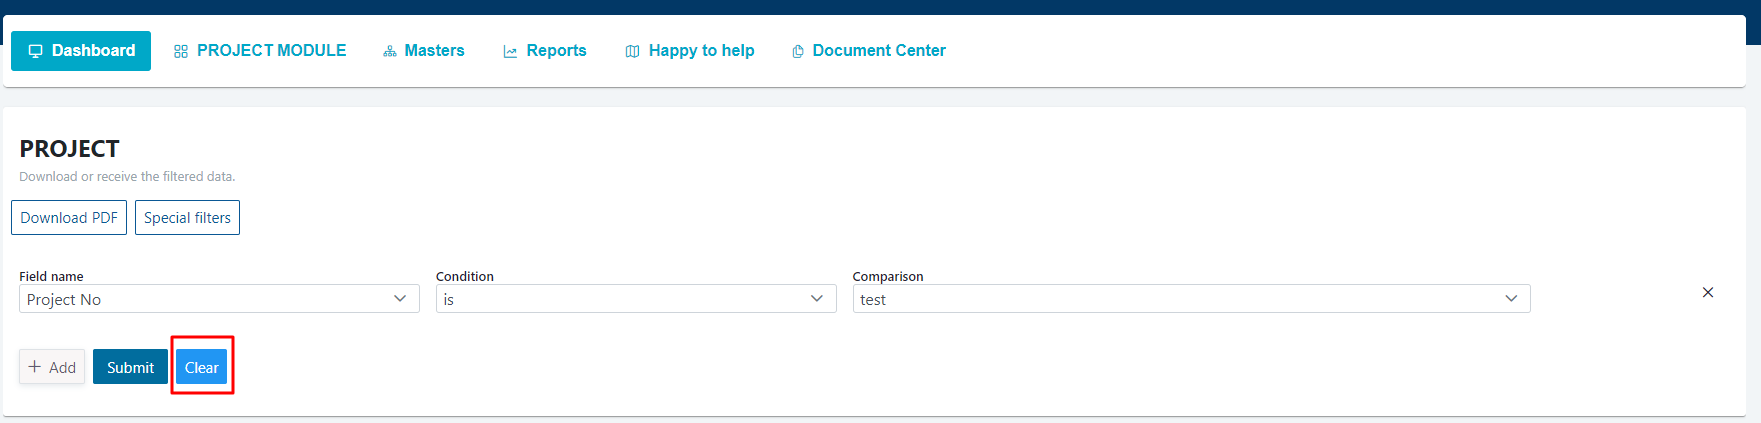 Dashboard PROJECT MODULE Masters Reports Happy to help Document Center
PROJECT
Download or receive the filtered data.
Download PDF Special filters
Field name Condition Comparison
Project No is test
+ Add Submit Clear